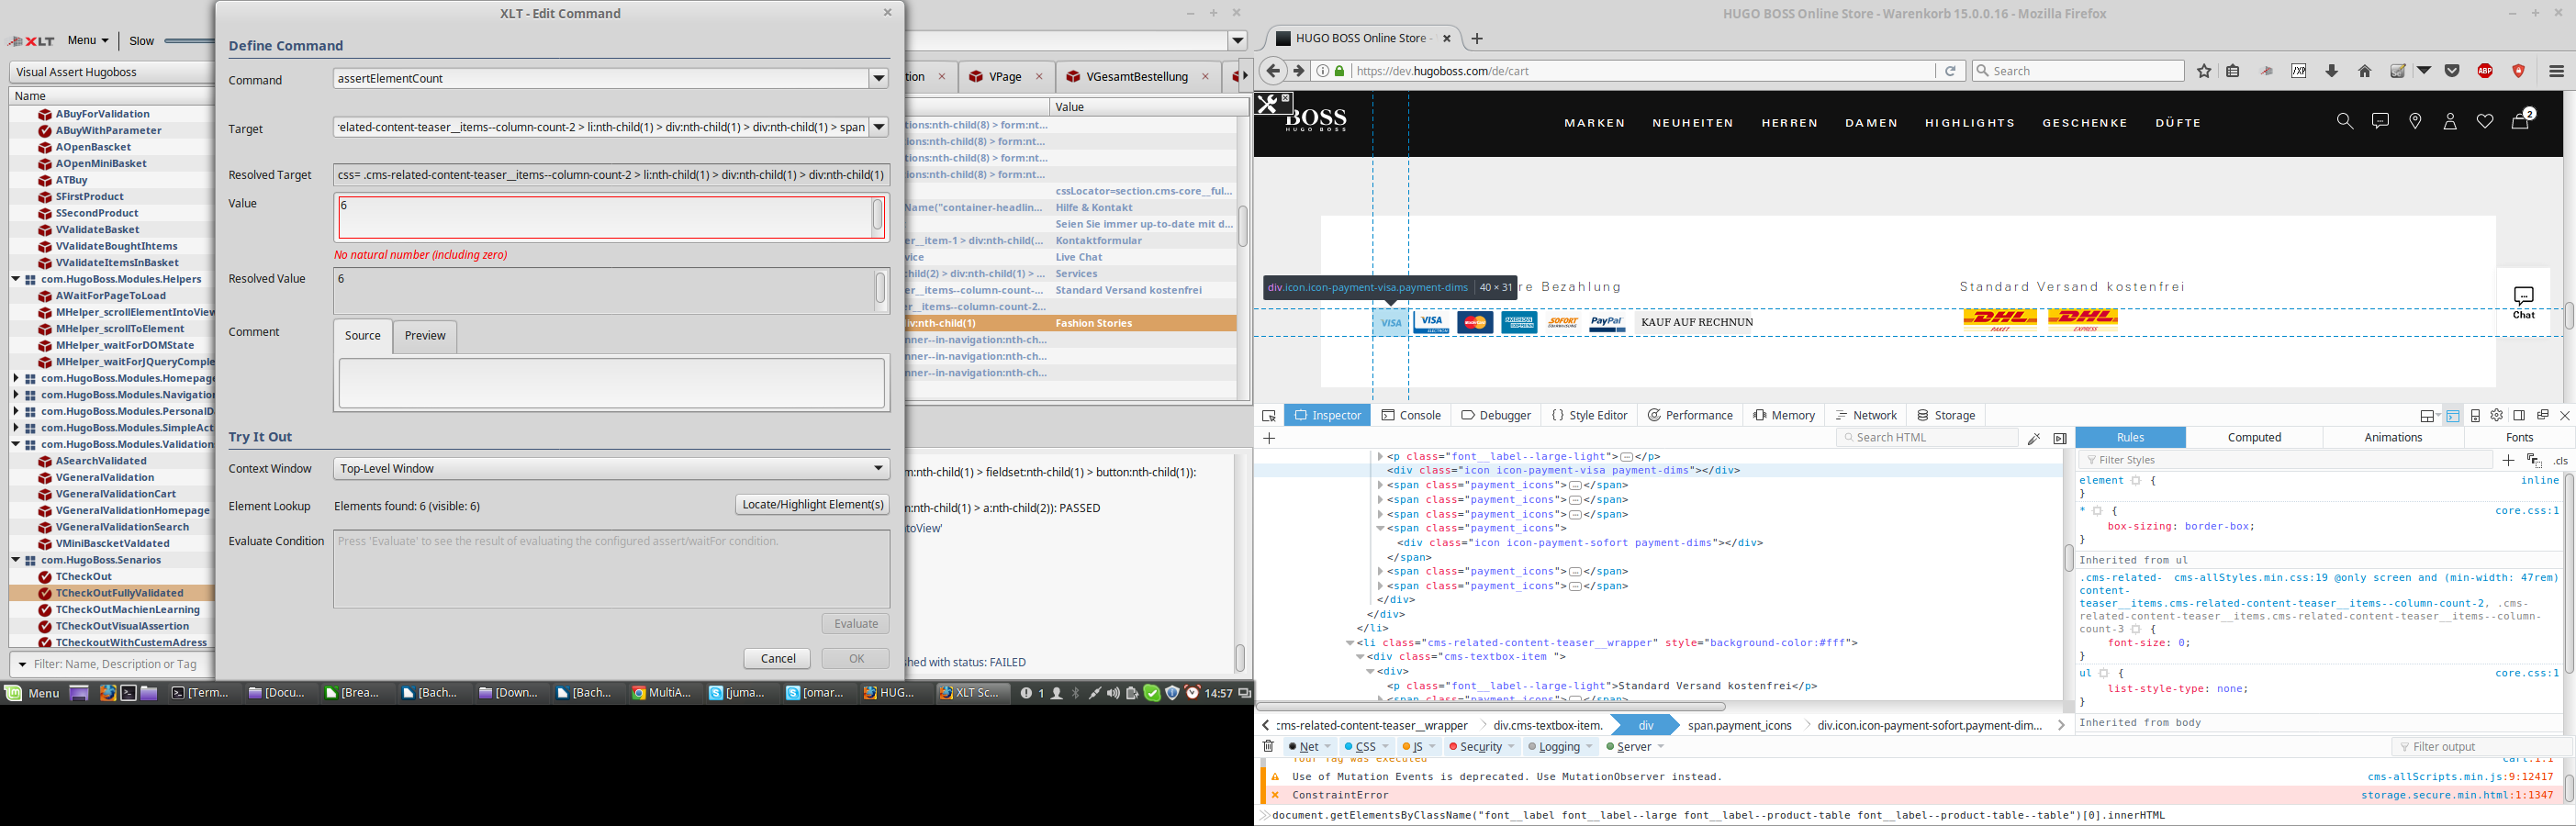 XLT - Edit Command
HUGO BOSS Online Store - Warenkorb 15.0.0.16 - Mozilla Firefox
XLT
Menu
Slow
Visual Assert Hugoboss
Name
ABuyForValidation
ABuyWithParameter
AOpenBascket
AOpenMiniBasket
ATBuy
SFirstProduct
SSecondProduct
VValidateBasket
VValidateBoughtIhtems
VValidateItemsInBasket
com.HugoBoss.Modules.Helpers
AWaitForPageToLoad
MHelper_scrollElementIntoView
MHelper_scrollToElement
MHelper_waitForDOMState
MHelper_waitForJQueryComple
com.HugoBoss.Modules.Homepage
com.HugoBoss.Modules.Navigation
com.HugoBoss.Modules.PersonalD
com.HugoBoss.Modules.SimpleAct
com.HugoBoss.Modules.Validation
ASearchValidated
VGeneralValidation
VGeneralValidationCart
VGeneralValidationHomepage
VGeneralValidationSearch
VMiniBascketValdated
com.HugoBoss.Senarios
TCheckOut
TCheckOutFullyValidated
TCheckOutMachienLearning
TCheckOutVisualAssertion
TCheckoutWithCustemAdress
Filter: Name, Description or Tag
Define Command
Command
assertElementCount
Target
related-content-teaser__items--column-count-2 > li:nth-child(1) > div:nth-child(1) > div:nth-child(1) > span
Resolved Target
css= .cms-related-content-teaser__items--column-count-2 > li:nth-child(1) > div:nth-child(1) > div:nth-child(1)
Value
6
No natural number (including zero)
Resolved Value
6
Comment
Source
Preview
Try It Out
Context Window
Top-Level Window
Element Lookup
Elements found: 6 (visible: 6)
Locate/Highlight Element(s)
Evaluate Condition
Press 'Evaluate' to see the result of evaluating the configured assert/waitFor condition.
Evaluate
Cancel
OK
tion
VPage
VGesamtBestellung
Value
tions:nth-child(8) > form:nt...
tions:nth-child(8) > form:nt...
tions:nth-child(8) > form:nt...
tions:nth-child(8) > form:nt...
cssLocator=section.cms-core__ful...
Name("container-headlin... Hilfe & Kontakt
Seien Sie immer up-to-date mit d...
er__item-1 > div:nth-child(... Kontaktformular
vice Live Chat
child(2) > div:nth-child(1) > ... Services
er__items--column-count-... Standard Versand kostenfrei
er__items--column-count-2...
div:nth-child(1) Fashion Stories
nner--in-navigation:nth-ch...
nner--in-navigation:nth-ch...
nner--in-navigation:nth-ch...
m:nth-child(1) > fieldset:nth-child(1) > button:nth-child(1)):
n:nth-child(1) > a:nth-child(2)): PASSED
toView'
hed with status: FAILED
Menu
[Term...
[Docu...
[Brea...
[Bach...
[Down...
[Bach...
MultiA...
[juma...
[omar...
HUG...
XLT Sc...
1
14:57
HUGO BOSS Online Store -
https://dev.hugoboss.com/de/cart
Search
ABP
BOSS
HUGO BOSS
MARKEN NEUHEITEN HERREN DAMEN HIGHLIGHTS GESCHENKE DÜFTE
2
div.icon.icon-payment-visa.payment-dims 40 × 31
re Bezahlung
Standard Versand kostenfrei
VISA
VISA
PayPal
KAUF AUF RECHNUN
DHL
PAKET
DHL
EXPRESS
Chat
Inspector Console Debugger Style Editor Performance Memory Network Storage
Search HTML
<p class="font__label--large-light"></p>
<div class="icon icon-payment-visa payment-dims"></div>
<span class="payment_icons"></span>
<span class="payment_icons"></span>
<span class="payment_icons"></span>
<span class="payment_icons">
<div class="icon icon-payment-sofort payment-dims"></div>
</span>
<span class="payment_icons"></span>
<span class="payment_icons"></span>
</div>
</div>
</li>
<li class="cms-related-content-teaser__wrapper" style="background-color:#fff">
<div class="cms-textbox-item ">
<div>
<p class="font__label--large-light">Standard Versand kostenfrei</p>
cms-related-content-teaser__wrapper
div.cms-textbox-item.
div
span.payment_icons
div.icon.icon-payment-sofort.payment-dim...
Rules Computed Animations Fonts
Filter Styles
.cls
element { inline
}
* { core.css:1
box-sizing: border-box;
}
Inherited from ul
.cms-related- cms-allStyles.min.css:19 @only screen and (min-width: 47rem)
content-
teaser__items.cms-related-content-teaser__items--column-count-2, .cms-
related-content-teaser__items.cms-related-content-teaser__items--column-
count-3 {
font-size: 0;
}
ul { core.css:1
list-style-type: none;
}
Inherited from body
Net CSS JS Security Logging Server
Filter output
Your Tag was executed cart:1:1
Use of Mutation Events is deprecated. Use MutationObserver instead. cms-allScripts.min.js:9:12417
ConstraintError storage.secure.min.html:1:1347
document.getElementsByClassName("font__label font__label--large font__label--product-table font__label--product-table--table")[0].innerHTML